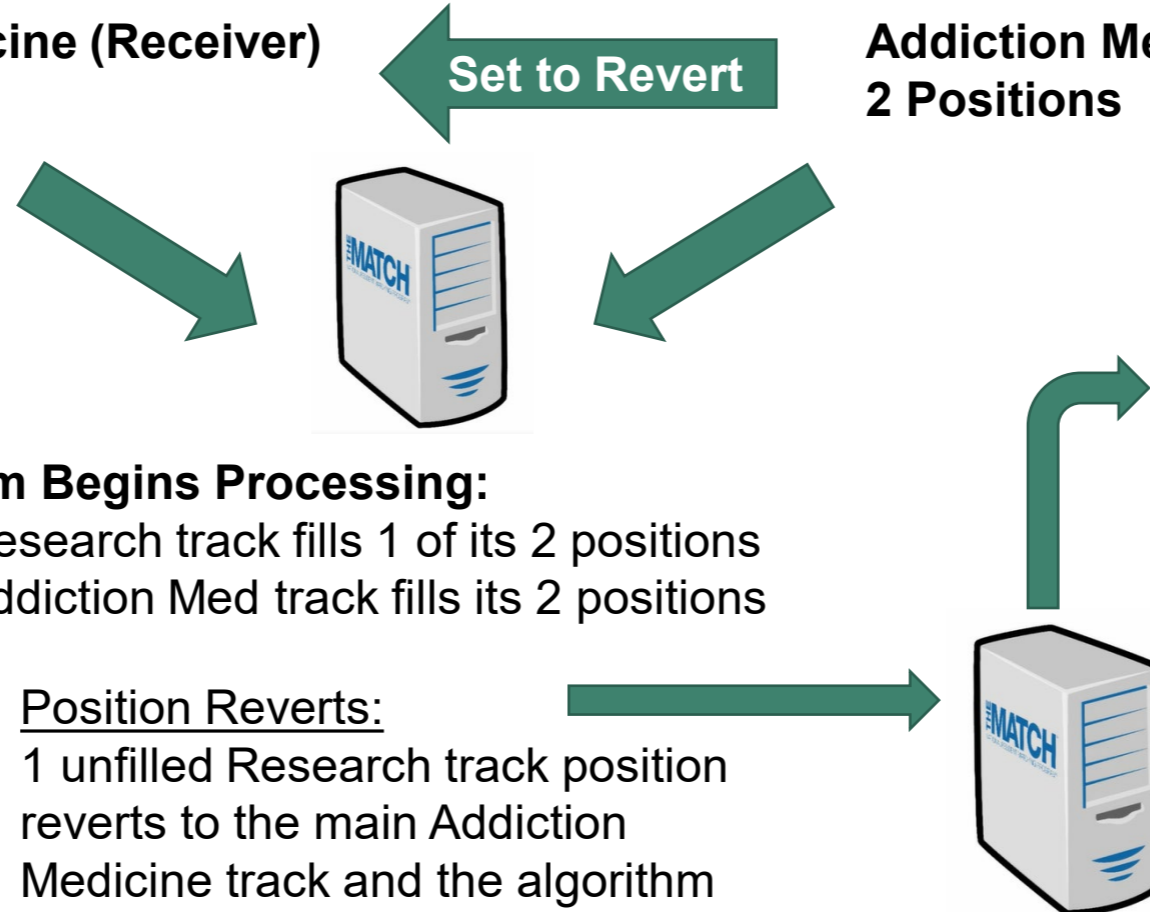 cine (Receiver)
Set to Revert
Addiction Me
2 Positions
THE MATCH
m Begins Processing:
esearch track fills 1 of its 2 positions
ddiction Med track fills its 2 positions
Position Reverts:
1 unfilled Research track position
reverts to the main Addiction
Medicine track and the algorithm
THE MATCH